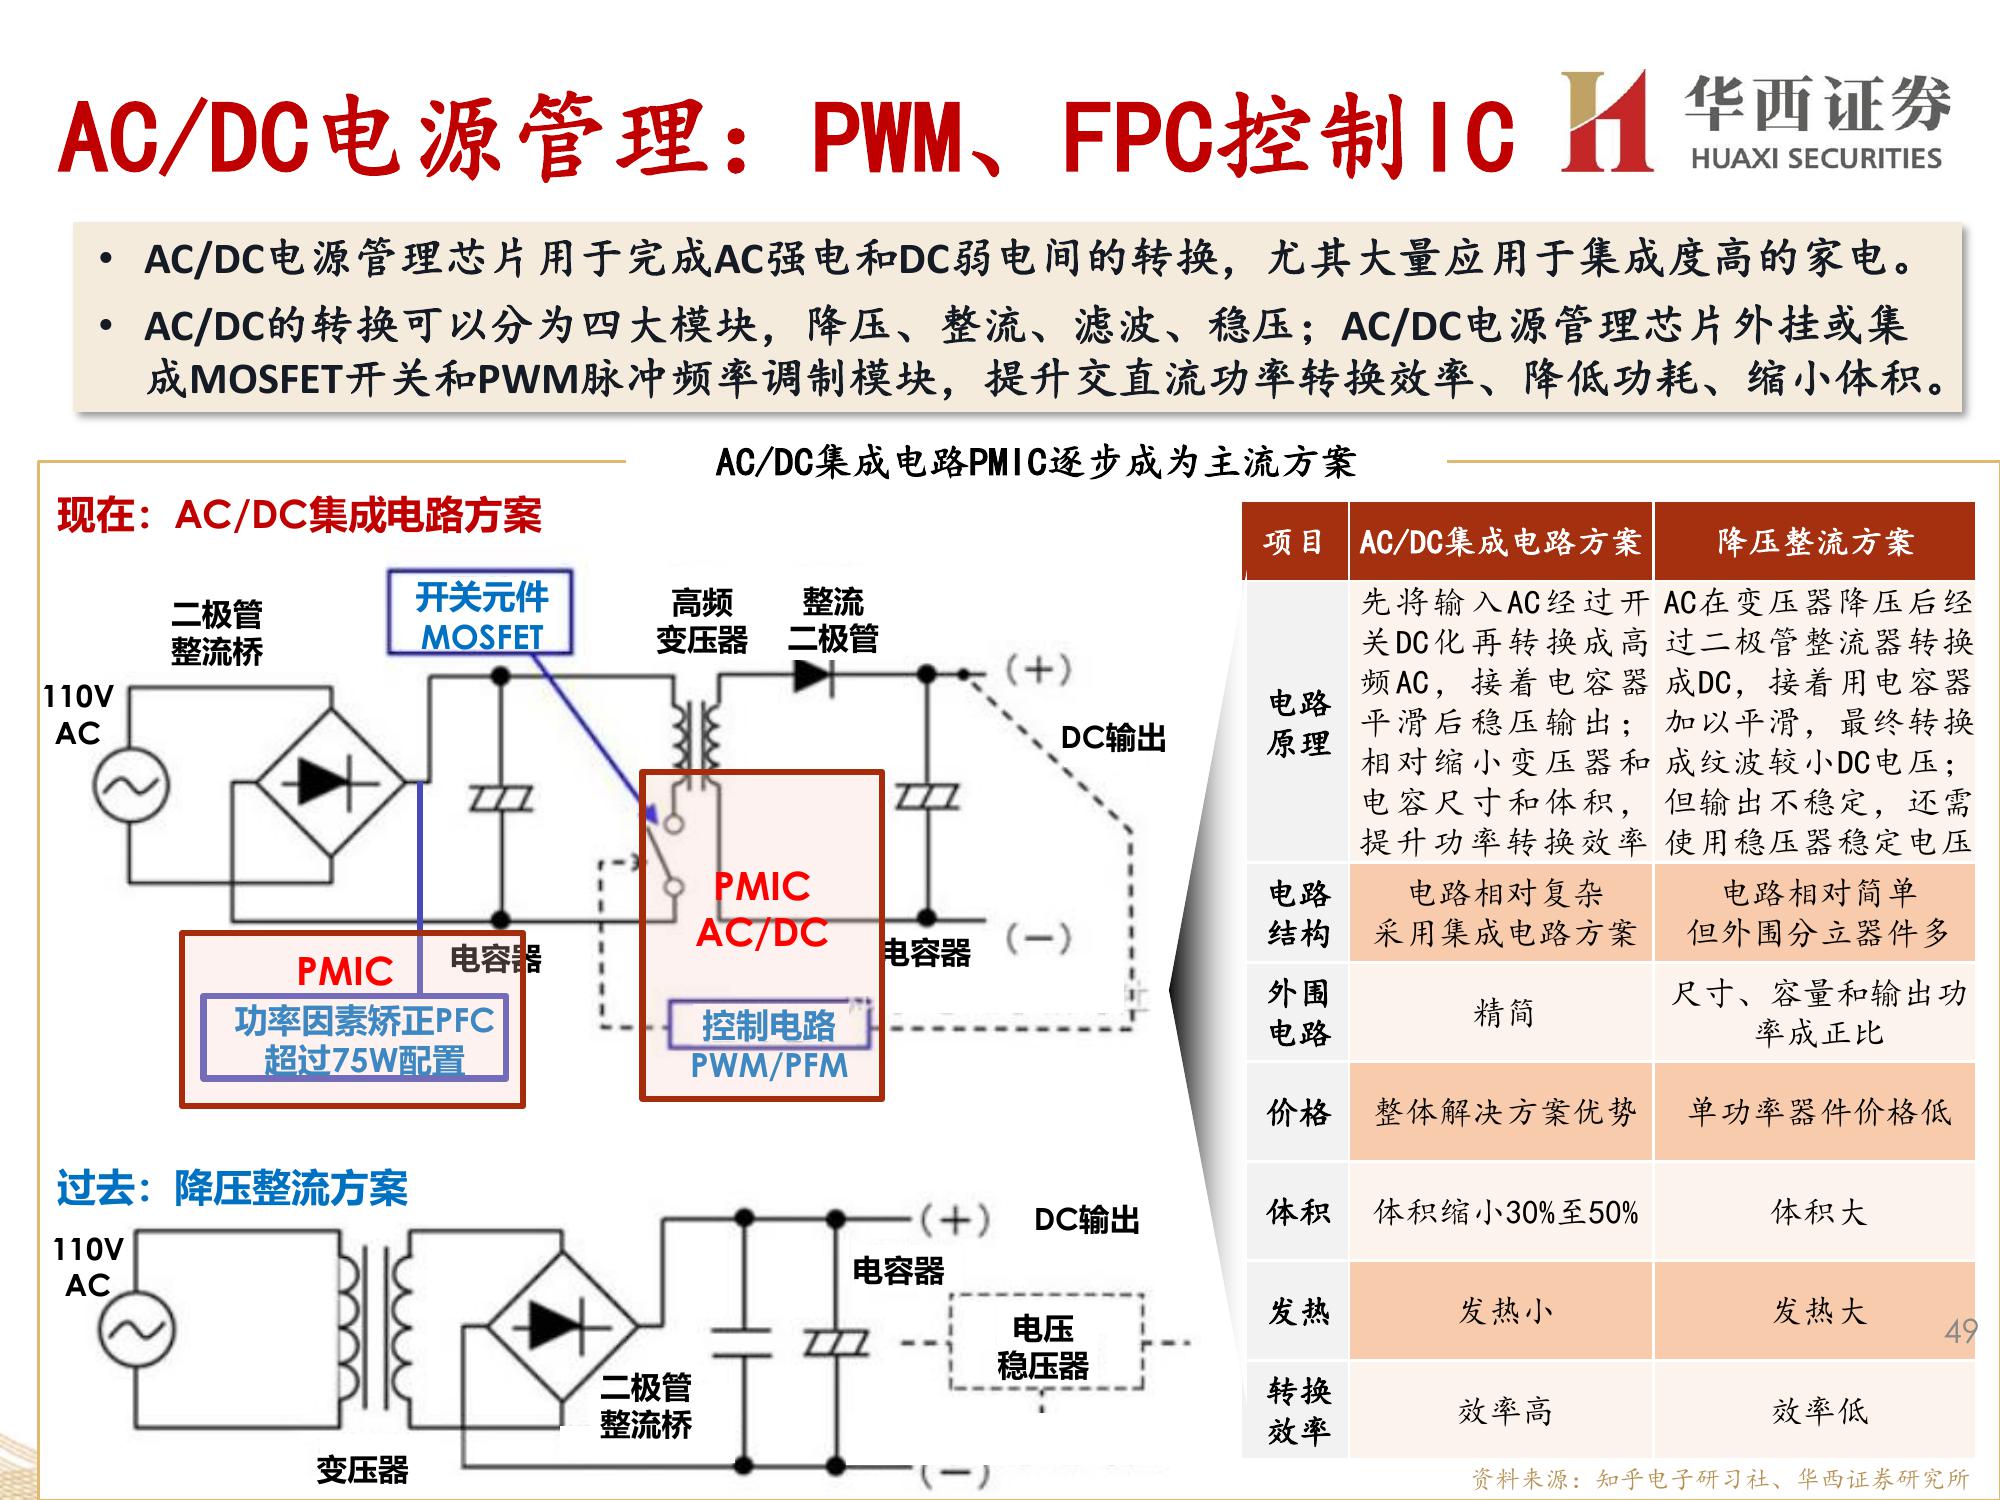 AC/DC电源管理：PWM、FPC控制IC
华西证券
HUAXI SECURITIES
• AC/DC电源管理芯片用于完成AC强电和DC弱电间的转换，尤其大量应用于集成度高的家电。
• AC/DC的转换可以分为四大模块，降压、整流、滤波、稳压；AC/DC电源管理芯片外挂或集
成MOSFET开关和PWM脉冲频率调制模块，提升交直流功率转换效率、降低功耗、缩小体积。
AC/DC集成电路PMIC逐步成为主流方案
现在：AC/DC集成电路方案
二极管
整流桥
开关元件
MOSFET
高频
变压器
整流
二极管
110V
AC
(+)
DC输出
PMIC
AC/DC
电容器
电容器
(—)
PMIC
功率因素矫正PFC
超过75W配置
控制电路
PWM/PFM
过去：降压整流方案
110V
AC
(+)
DC输出
电容器
电压
稳压器
二极管
整流桥
变压器
(—)
项目 AC/DC集成电路方案 降压整流方案
电路
原理
先将输入AC经过开
关DC化再转换成高
频AC，接着电容器
平滑后稳压输出；
相对缩小变压器和
电容尺寸和体积，
提升功率转换效率
AC在变压器降压后经
过二极管整流器转换
成DC，接着用电容器
加以平滑，最终转换
成纹波较小DC电压；
但输出不稳定，还需
使用稳压器稳定电压
电路
结构
电路相对复杂
采用集成电路方案
电路相对简单
但外围分立器件多
外围
电路
精简
尺寸、容量和输出功
率成正比
价格 整体解决方案优势 单功率器件价格低
体积 体积缩小30%至50% 体积大
发热 发热小 发热大
49
转换
效率
效率高 效率低
资料来源：知乎电子研习社、华西证券研究所